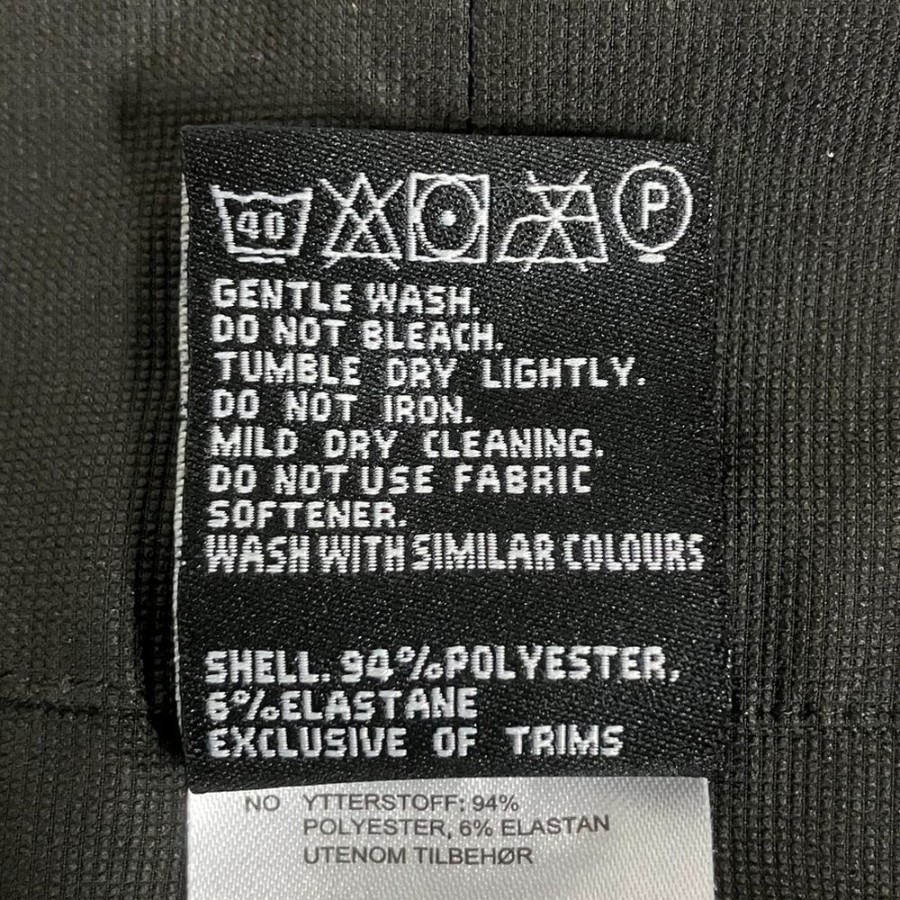 40 P
GENTLE WASH.
DO NOT BLEACH.
TUMBLE DRY LIGHTLY.
DO NOT IRON.
MILD DRY CLEANING.
DO NOT USE FABRIC
SOFTENER.
WASH WITH SIMILAR COLOURS
SHELL. 94%POLYESTER,
6%ELASTANE
EXCLUSIVE OF TRIMS
NO YTTERSTOFF: 94%
POLYESTER, 6% ELASTAN
UTENOM TILBEHØR